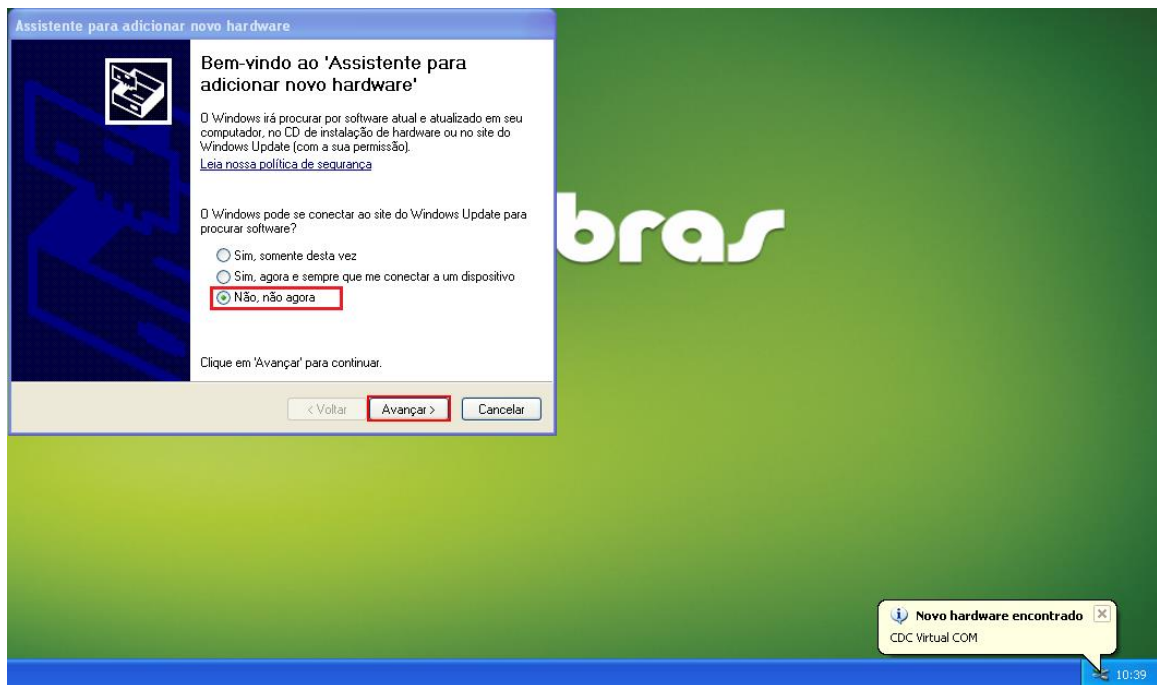 Assistente para adicionar novo hardware
Bem-vindo ao 'Assistente para
adicionar novo hardware'
O Windows irá procurar por software atual e atualizado em seu
computador, no CD de instalação de hardware ou no site do
Windows Update (com a sua permissão).
Leia nossa política de segurança
O Windows pode se conectar ao site do Windows Update para
procurar software?
Sim, somente desta vez
Sim, agora e sempre que me conectar a um dispositivo
Não, não agora
Clique em 'Avançar' para continuar.
< Voltar
Avançar >
Cancelar
bras
Novo hardware encontrado
CDC Virtual COM
10:39